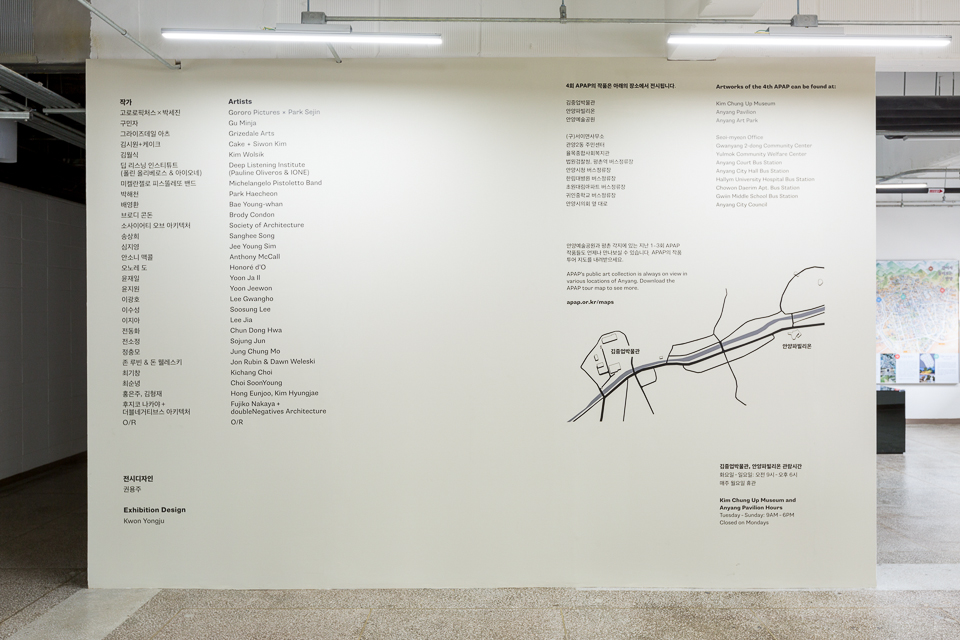 작가
고로로픽처스 × 박세진
구민자
그라이즈데일 아츠
김시원+케이크
김월식
딥 리스닝 인스티튜트
(폴린 올리베로스 & 아이오네)
미켈란젤로 피스톨레또 밴드
박해천
배영환
브로디 콘돈
소사이어티 오브 아키텍처
송상희
심지영
안소니 맥콜
오노레 도
윤재일
윤지원
이광호
이수성
이지아
전동화
전소정
정충모
존 루빈 & 돈 웰레스키
최기창
최순녕
홍은주, 김형재
후지코 나카야 +
더블네거티브스 아키텍처
O/R
Artists
Gororo Pictures × Park Sejin
Gu Minja
Grizedale Arts
Cake + Siwon Kim
Kim Wolsik
Deep Listening Institute
(Pauline Oliveros & IONE)
Michelangelo Pistoletto Band
Park Haecheon
Bae Young-whan
Brody Condon
Society of Architecture
Sanghee Song
Jee Young Sim
Anthony McCall
Honoré d'O
Yoon Ja Il
Yoon Jeewon
Lee Gwangho
Soosung Lee
Lee Jia
Chun Dong Hwa
Sojung Jun
Jung Chung Mo
Jon Rubin & Dawn Weleski
Kichang Choi
Choi SoonYoung
Hong Eunjoo, Kim Hyungjae
Fujiko Nakaya +
doubleNegatives Architecture
O/R
전시디자인
권용주
Exhibition Design
Kwon Yongju
4회 APAP의 작품은 아래의 장소에서 전시됩니다.
김중업박물관
안양파빌리온
안양예술공원
(구)서이면사무소
관양2동 주민센터
율목종합사회복지관
법원검찰청, 평촌역 버스정류장
안양시청 버스정류장
한림대병원 버스정류장
초원대림아파트 버스정류장
귀인중학교 버스정류장
안양시의회 앞 대로
Artworks of the 4th APAP can be found at:
Kim Chung Up Museum
Anyang Pavilion
Anyang Art Park
Seoi-myeon Office
Gwanyang 2-dong Community Center
Yulmok Community Welfare Center
Anyang Court Bus Station
Anyang City Hall Bus Station
Hallym University Hospital Bus Station
Chowon Daerim Apt. Bus Station
Gwiin Middle School Bus Station
Anyang City Council
안양예술공원과 평촌 각지에 있는 지난 1-3회 APAP
작품들도 언제나 만나보실 수 있습니다. APAP의 작품
투어 지도를 내려받으세요.
APAP's public art collection is always on view in
various locations of Anyang. Download the
APAP tour map to see more.
apap.or.kr/maps
김중업박물관
안양파빌리온
김중업박물관, 안양파빌리온 관람시간
화요일 - 일요일: 오전 9시 - 오후 6시
매주 월요일 휴관
Kim Chung Up Museum and
Anyang Pavilion Hours
Tuesday - Sunday: 9AM - 6PM
Closed on Mondays